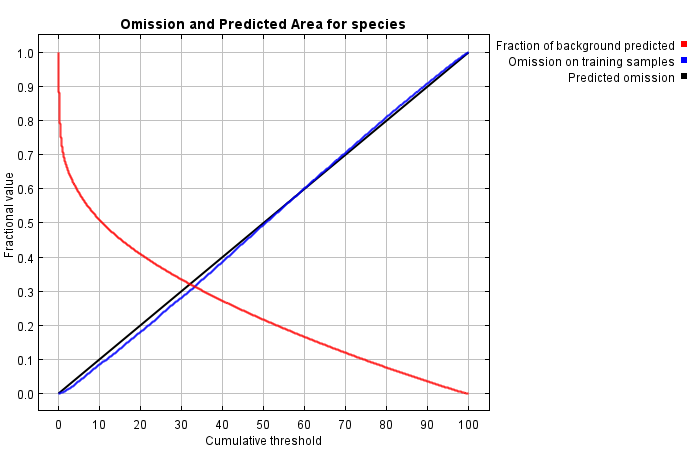 Omission and Predicted Area for species
Fraction of background predicted
Omission on training samples
Predicted omission
Fractional value
1.0
0.9
0.8
0.7
0.6
0.5
0.4
0.3
0.2
0.1
0.0
0 10 20 30 40 50 60 70 80 90 100
Cumulative threshold